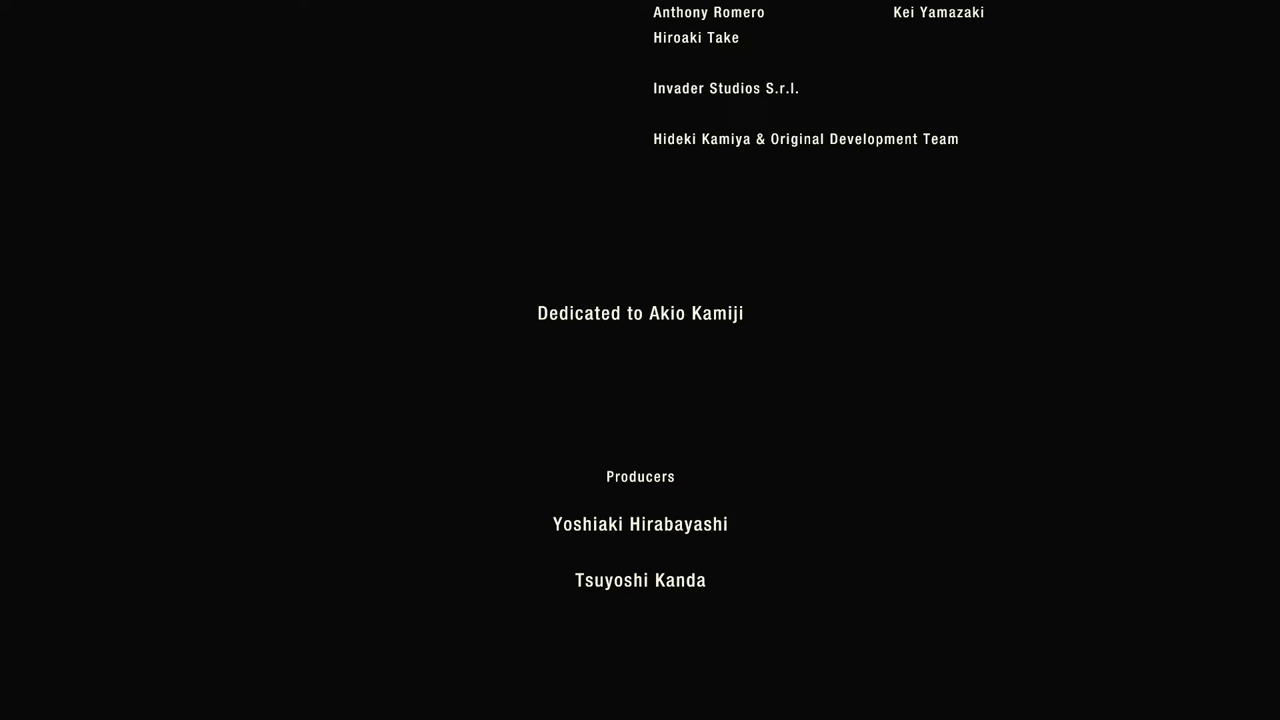 Anthony Romero Kei Yamazaki
Hiroaki Take
Invader Studios S.r.l.
Hideki Kamiya & Original Development Team
Dedicated to Akio Kamiji
Producers
Yoshiaki Hirabayashi
Tsuyoshi Kanda